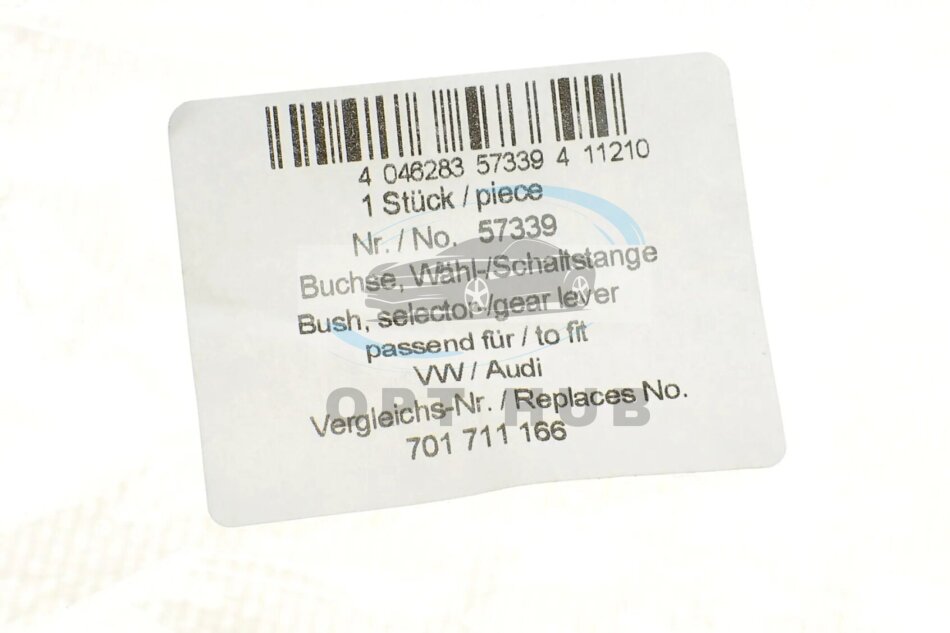 4 046283 57339 4 11210
1 Stück / piece
Nr. / No. 57339
Buchse, Wähl-/Schaltstange
Bush, selector-/gear lever
passend für / to fit
VW / Audi
OPT HUB
Vergleichs-Nr. / Replaces No.
701 711 166